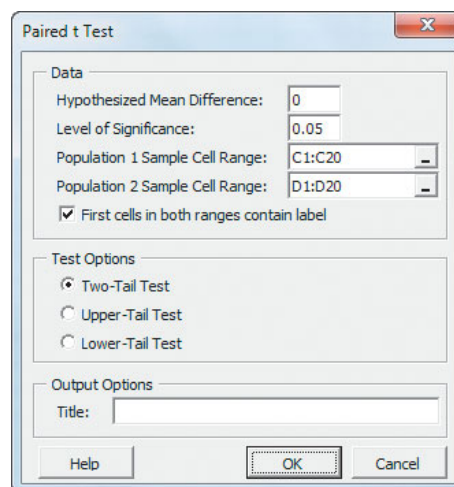 Paired t Test
Data
Hypothesized Mean Difference: 0
Level of Significance: 0.05
Population 1 Sample Cell Range: C1:C20
Population 2 Sample Cell Range: D1:D20
First cells in both ranges contain label
Test Options
Two-Tail Test
Upper-Tail Test
Lower-Tail Test
Output Options
Title:
Help OK Cancel